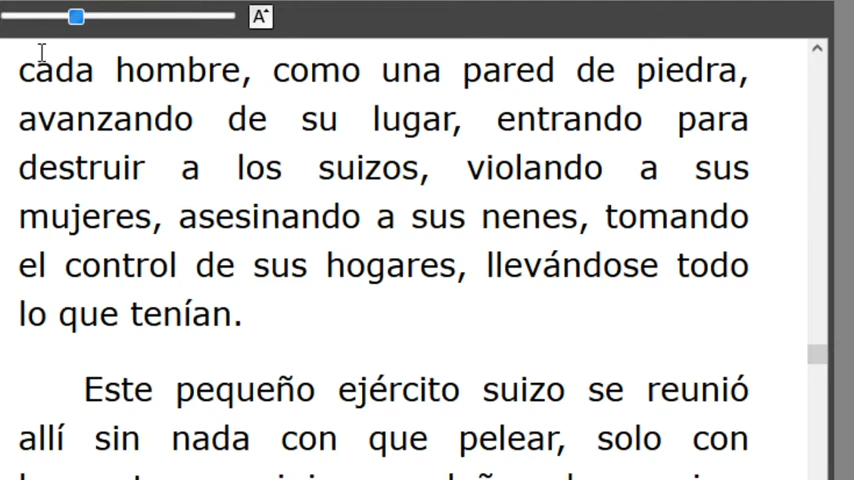 A
cada hombre, como una pared de piedra,
avanzando de su lugar, entrando para
destruir a los suizos, violando a sus
mujeres, asesinando a sus nenes, tomando
el control de sus hogares, llevándose todo
lo que tenían.
Este pequeño ejército suizo se reunió
allí sin nada con que pelear, solo con